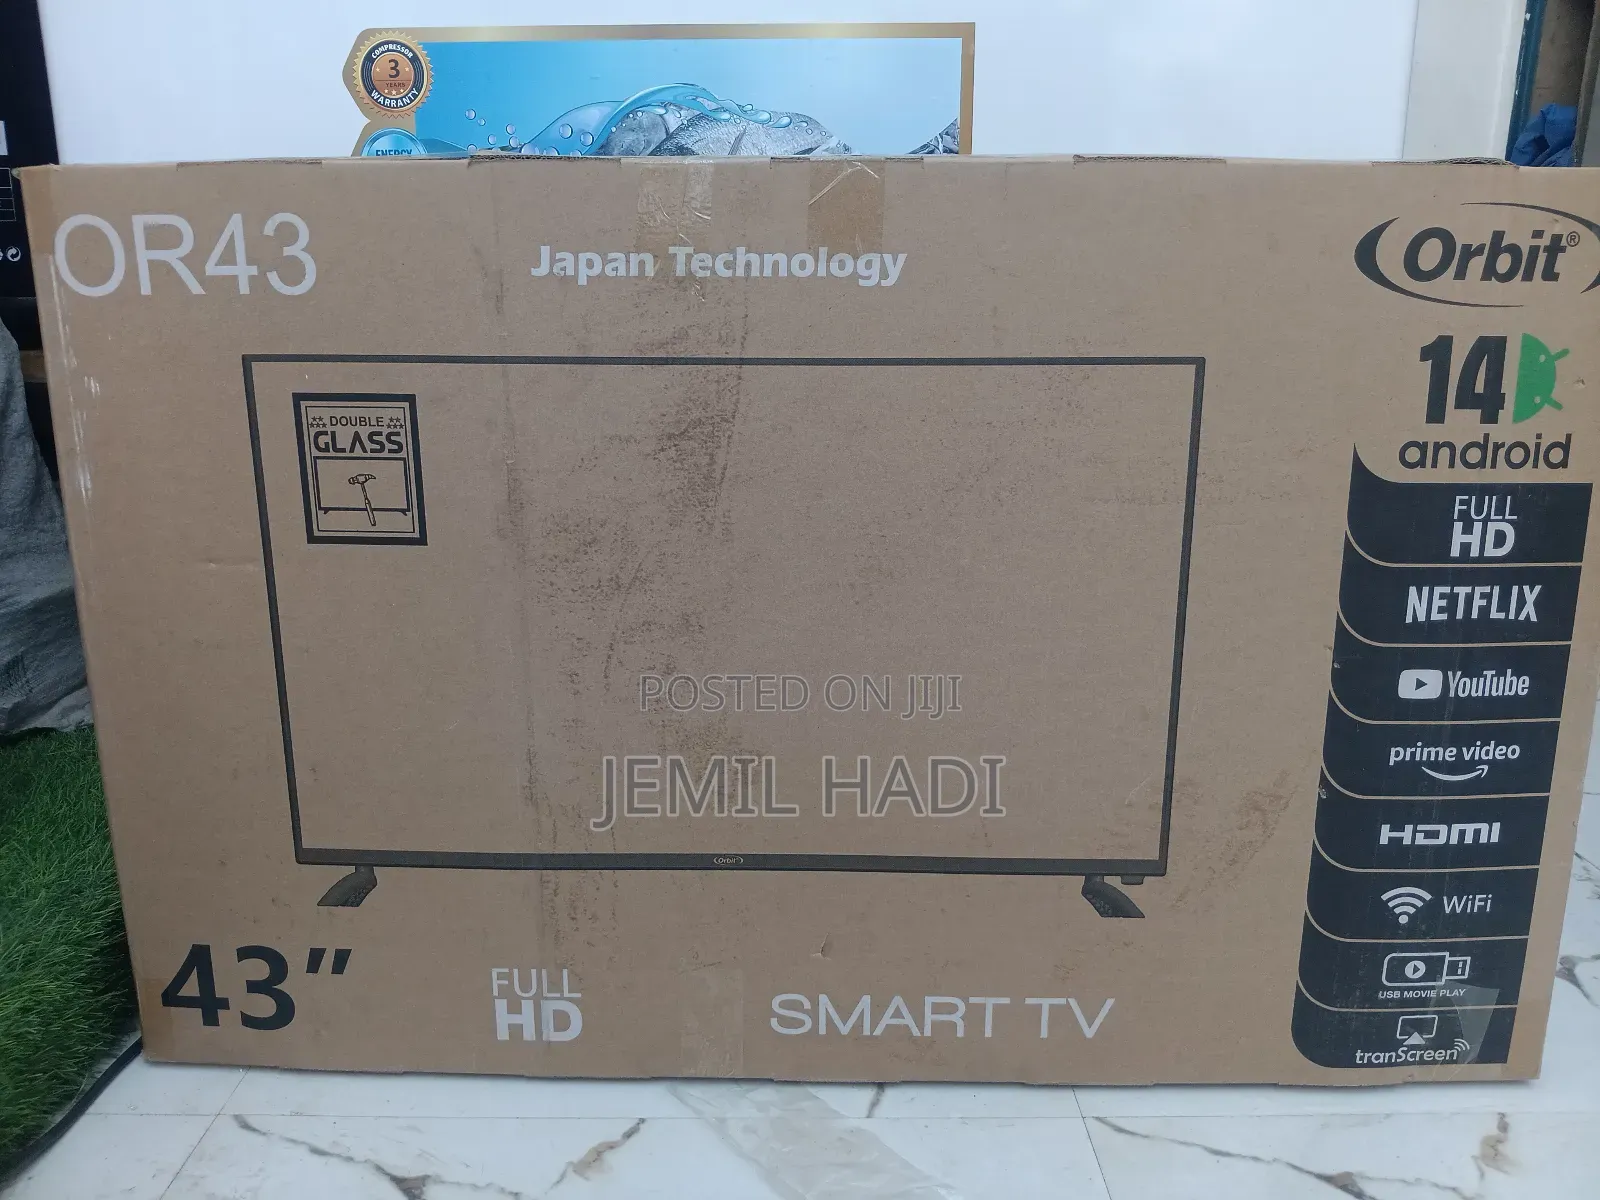 COMPRESSOR
3
YEARS
WARRANTY
ENERGY
OR43
Japan Technology
Orbit®
14
android
DOUBLE
GLASS
FULL
HD
NETFLIX
YouTube
prime video
HDMI
WiFi
USB MOVIE PLAY
tranScreen
POSTED ON JIJI
JEMIL HADI
Orbit
43"
FULL
HD
SMART TV